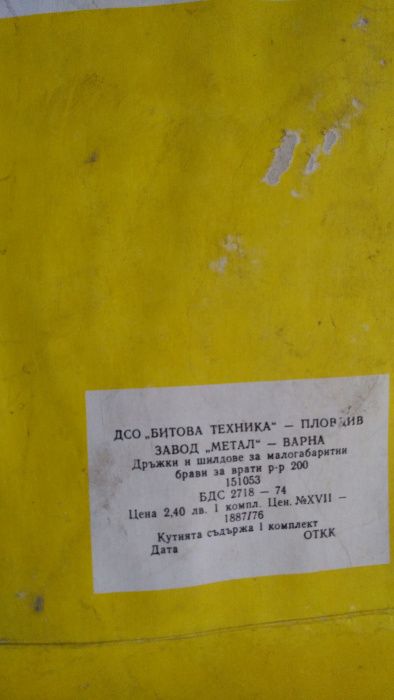 ДСО „БИТОВА ТЕХНИКА“ — ПЛОВДИВ
ЗАВОД „МЕТАЛ“ — ВАРНА
Дръжки и шилдове за малогабаритни
брави за врати р-р 200
151053
БДС 2718 — 74
Цена 2,40 лв. 1 компл. Цен. №XVII —
1887/76
Кутията съдържа 1 комплект
Дата ОТКК